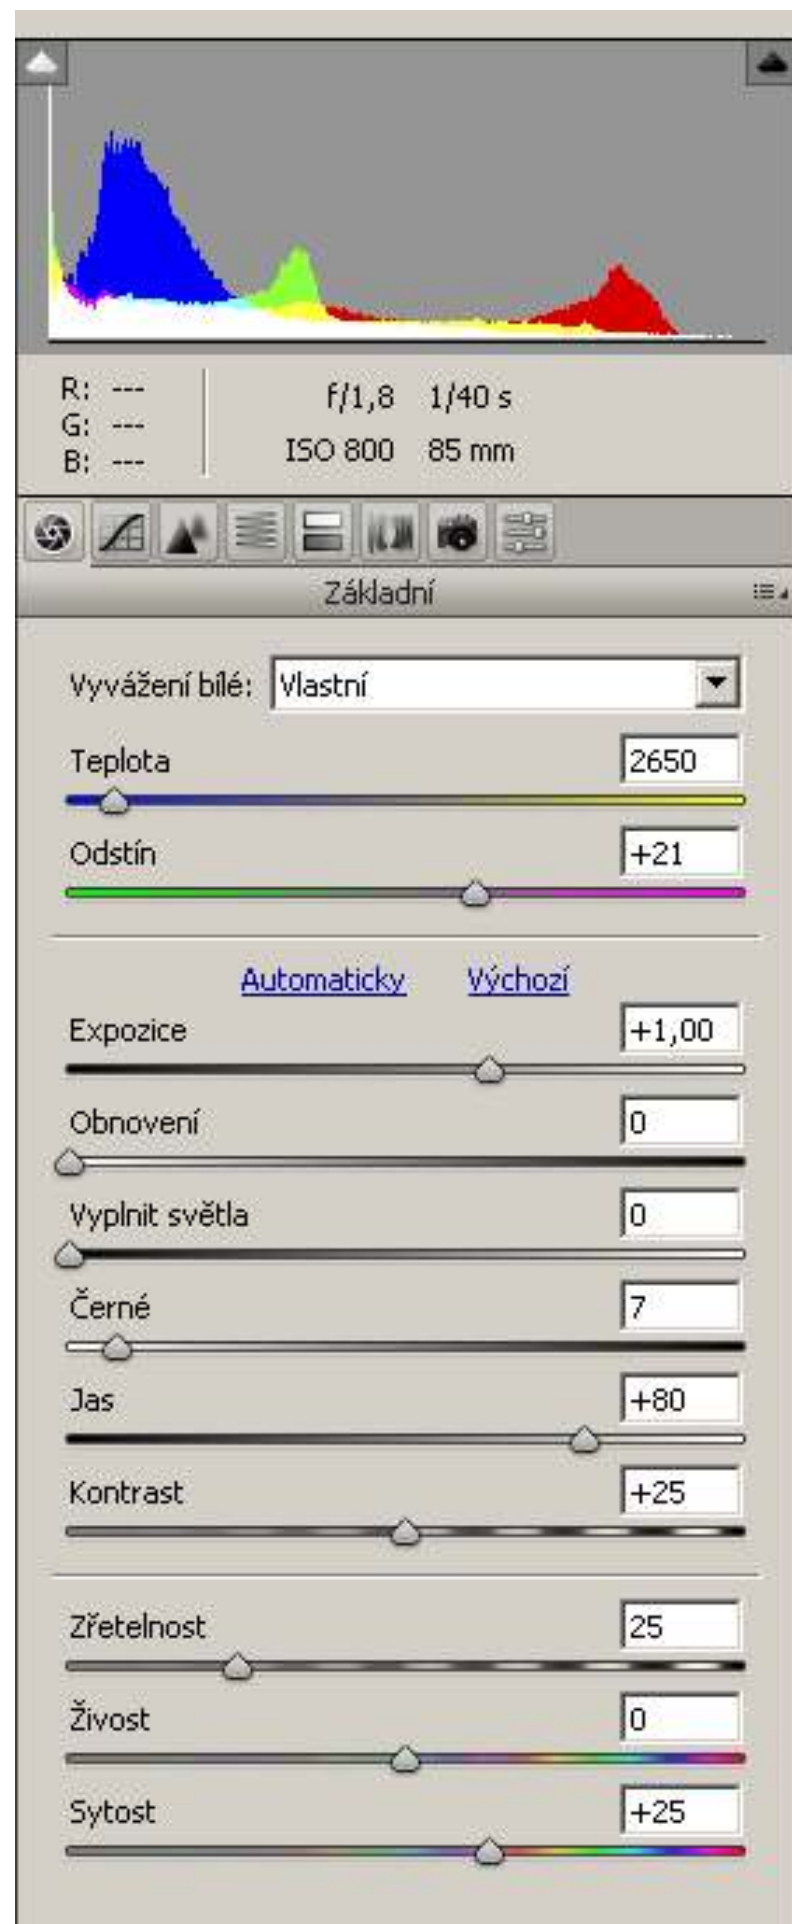 R: --- f/1,8 1/40 s
G: ---
B: --- ISO 800 85 mm
Základní
Vyvážení bílé: Vlastní
Teplota 2650
Odstín +21
Automaticky Výchozí
Expozice +1,00
Obnovení 0
Vyplnit světla 0
Černé 7
Jas +80
Kontrast +25
Zřetelnost 25
Živost 0
Sytost +25